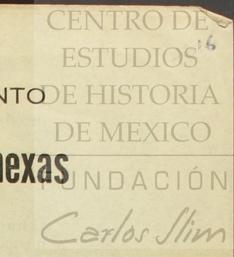 CENTRO DE
ESTUDIOS
16
NTO DE HISTORIA
DE MEXICO
nexas
FUNDACIÓN
Carlos Slim